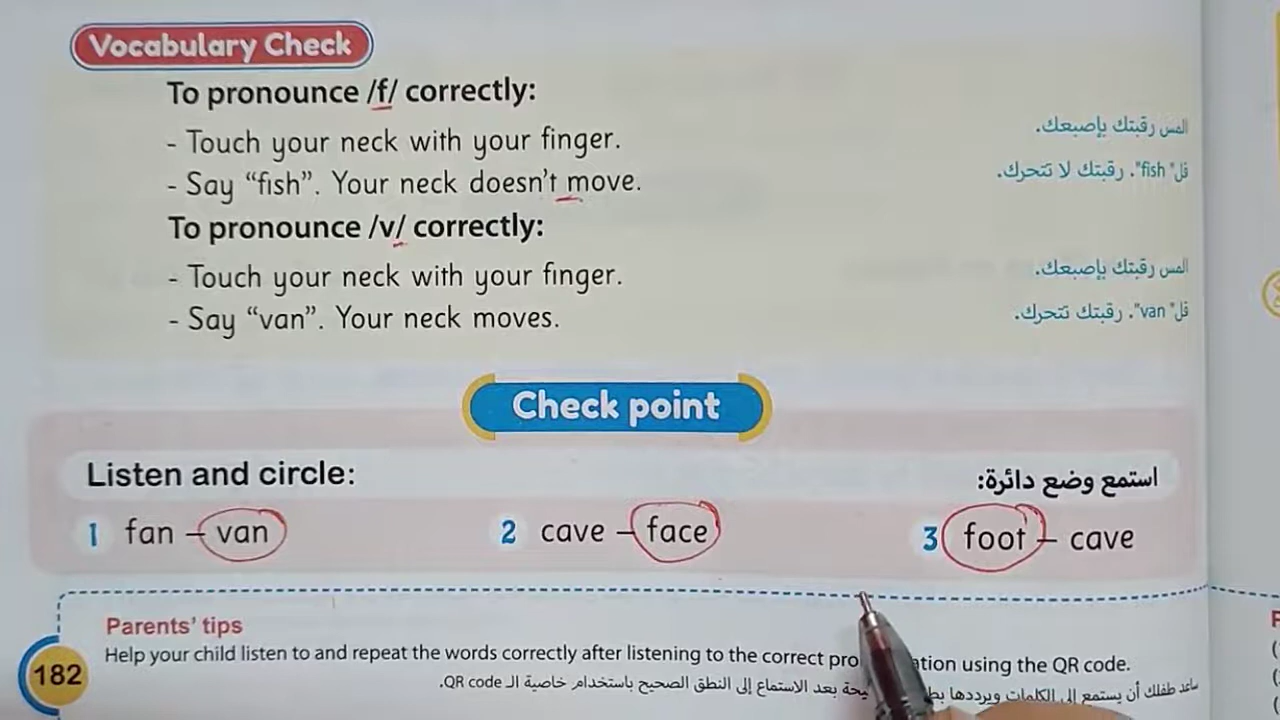 Vocabulary Check
To pronounce /f/ correctly:
- Touch your neck with your finger.
المس رقبتك بإصبعك.
- Say “fish”. Your neck doesn’t move.
قل "fish". رقبتك لا تتحرك.
To pronounce /v/ correctly:
- Touch your neck with your finger.
المس رقبتك بإصبعك.
- Say “van”. Your neck moves.
قل "van". رقبتك تتحرك.
Check point
Listen and circle:
استمع وضع دائرة:
1 fan – van 2 cave – face 3 foot – cave
Parents’ tips
Help your child listen to and repeat the words correctly after listening to the correct pro ation using the QR code.
ساعد طفلك أن يستمع إلى الكلمات ويرددها بعد الاستماع إلى النطق الصحيح باستخدام خاصية الـ QR code.
182